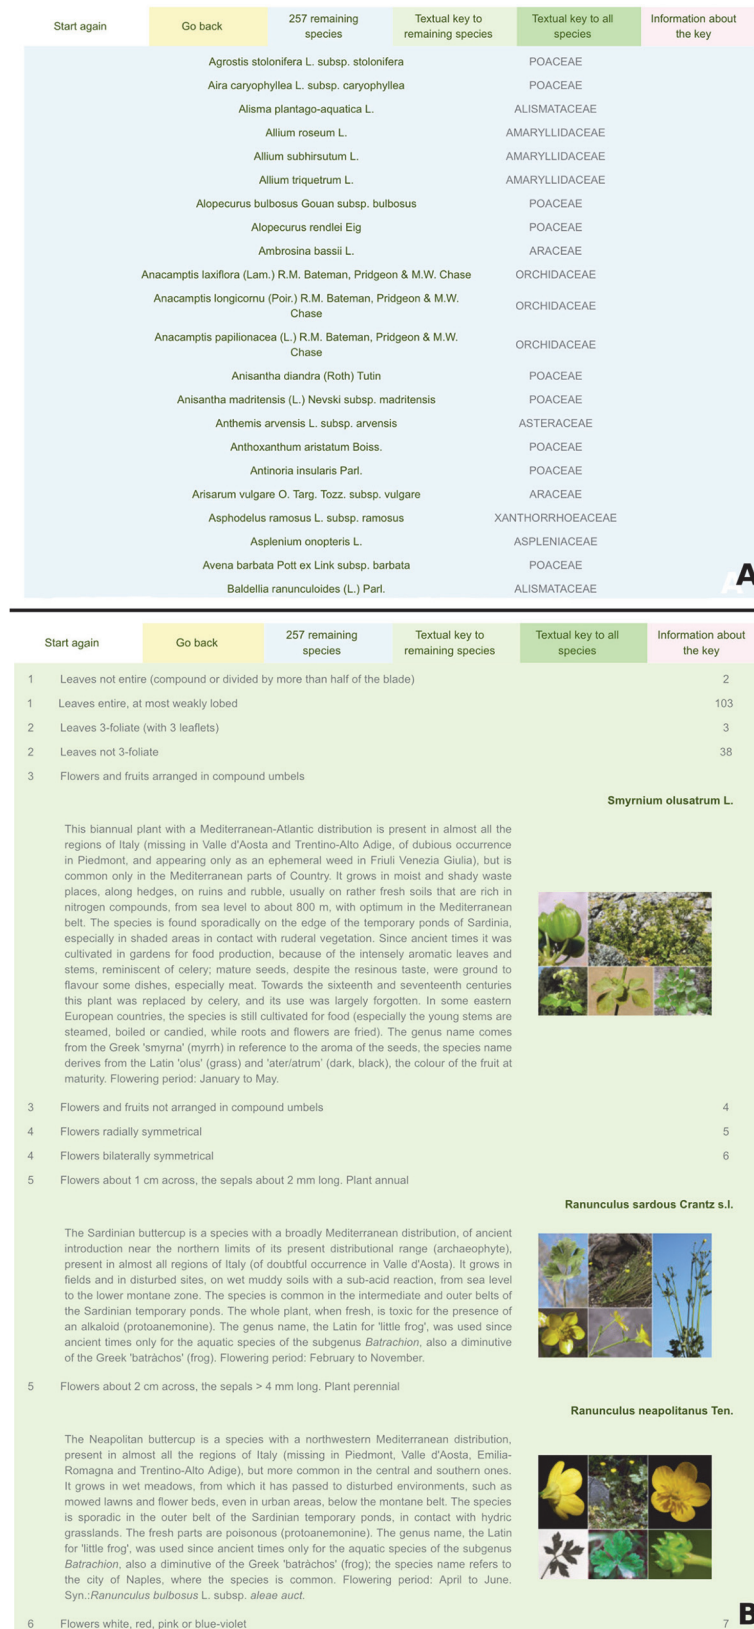 Start again
Go back
257 remaining species
Textual key to remaining species
Textual key to all species
Information about the key
Agrostis stolonifera L. subsp. stolonifera POACEAE
Aira caryophyllea L. subsp. caryophyllea POACEAE
Alisma plantago-aquatica L. ALISMATACEAE
Allium roseum L. AMARYLLIDACEAE
Allium subhirsutum L. AMARYLLIDACEAE
Allium triquetrum L. AMARYLLIDACEAE
Alopecurus bulbosus Gouan subsp. bulbosus POACEAE
Alopecurus rendlei Eig POACEAE
Ambrosina bassii L. ARACEAE
Anacamptis laxiflora (Lam.) R.M. Bateman, Pridgeon & M.W. Chase ORCHIDACEAE
Anacamptis longicornu (Poir.) R.M. Bateman, Pridgeon & M.W.
Chase ORCHIDACEAE
Anacamptis papilionacea (L.) R.M. Bateman, Pridgeon & M.W.
Chase ORCHIDACEAE
Anisantha diandra (Roth) Tutin POACEAE
Anisantha madritensis (L.) Nevski subsp. madritensis POACEAE
Anthemis arvensis L. subsp. arvensis ASTERACEAE
Anthoxanthum aristatum Boiss. POACEAE
Antinoria insularis Parl. POACEAE
Arisarum vulgare O. Targ. Tozz. subsp. vulgare ARACEAE
Asphodelus ramosus L. subsp. ramosus XANTHORRHOEACEAE
Asplenium onopteris L. ASPLENIACEAE
Avena barbata Pott ex Link subsp. barbata POACEAE
Baldellia ranunculoides (L.) Parl. ALISMATACEAE
A
Start again
Go back
257 remaining species
Textual key to remaining species
Textual key to all species
Information about the key
1 Leaves not entire (compound or divided by more than half of the blade) 2
1 Leaves entire, at most weakly lobed 103
2 Leaves 3-foliate (with 3 leaflets) 3
2 Leaves not 3-foliate 38
3 Flowers and fruits arranged in compound umbels
Smyrnium olusatrum L.
This biannual plant with a Mediterranean-Atlantic distribution is present in almost all the
regions of Italy (missing in Valle d'Aosta and Trentino-Alto Adige, of dubious occurrence
in Piedmont, and appearing only as an ephemeral weed in Friuli Venezia Giulia), but is
common only in the Mediterranean parts of Country. It grows in moist and shady waste
places, along hedges, on ruins and rubble, usually on rather fresh soils that are rich in
nitrogen compounds, from sea level to about 800 m, with optimum in the Mediterranean
belt. The species is found sporadically on the edge of the temporary ponds of Sardinia,
especially in shaded areas in contact with ruderal vegetation. Since ancient times it was
cultivated in gardens for food production, because of the intensely aromatic leaves and
stems, reminiscent of celery; mature seeds, despite the resinous taste, were ground to
flavour some dishes, especially meat. Towards the sixteenth and seventeenth centuries
this plant was replaced by celery, and its use was largely forgotten. In some eastern
European countries, the species is still cultivated for food (especially the young stems are
steamed, boiled or candied, while roots and flowers are fried). The genus name comes
from the Greek 'smyrna' (myrrh) in reference to the aroma of the seeds, the species name
derives from the Latin 'olus' (grass) and 'ater/atrum' (dark, black), the colour of the fruit at
maturity. Flowering period: January to May.
3 Flowers and fruits not arranged in compound umbels 4
4 Flowers radially symmetrical 5
4 Flowers bilaterally symmetrical 6
5 Flowers about 1 cm across, the sepals about 2 mm long. Plant annual
Ranunculus sardous Crantz s.l.
The Sardinian buttercup is a species with a broadly Mediterranean distribution, of ancient
introduction near the northern limits of its present distributional range (archaeophyte),
present in almost all regions of Italy (of doubtful occurrence in Valle d'Aosta). It grows in
fields and in disturbed sites, on wet muddy soils with a sub-acid reaction, from sea level
to the lower montane zone. The species is common in the intermediate and outer belts of
the Sardinian temporary ponds. The whole plant, when fresh, is toxic for the presence of
an alkaloid (protoanemonine). The genus name, the Latin for 'little frog', was used since
ancient times only for the aquatic species of the subgenus Batrachion, also a diminutive
of the Greek 'batràchos' (frog). Flowering period: February to November.
5 Flowers about 2 cm across, the sepals > 4 mm long. Plant perennial
Ranunculus neapolitanus Ten.
The Neapolitan buttercup is a species with a northwestern Mediterranean distribution,
present in almost all the regions of Italy (missing in Piedmont, Valle d'Aosta, Emilia-
Romagna and Trentino-Alto Adige), but more common in the central and southern ones.
It grows in wet meadows, from which it has passed to disturbed environments, such as
mowed lawns and flower beds, even in urban areas, below the montane belt. The species
is sporadic in the outer belt of the Sardinian temporary ponds, in contact with hydric
grasslands. The fresh parts are poisonous (protoanemonine). The genus name, the Latin
for 'little frog', was used since ancient times only for the aquatic species of the subgenus
Batrachion, also a diminutive of the Greek 'batràchos' (frog); the species name refers to
the city of Naples, where the species is common. Flowering period: April to June.
Syn.:Ranunculus bulbosus L. subsp. aleae auct.
6 Flowers white, red, pink or blue-violet 7
B